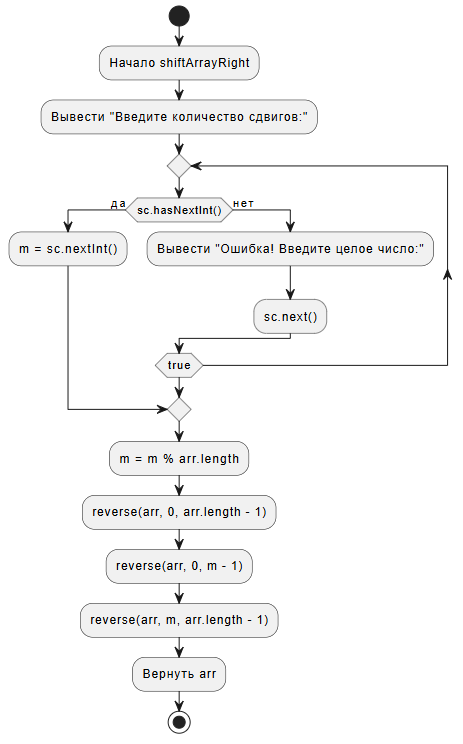 Начало shiftArrayRight
Вывести "Введите количество сдвигов:"
да
sc.hasNextInt()
нет
m = sc.nextInt()
Вывести "Ошибка! Введите целое число:"
sc.next()
true
m = m % arr.length
reverse(arr, 0, arr.length - 1)
reverse(arr, 0, m - 1)
reverse(arr, m, arr.length - 1)
Вернуть arr